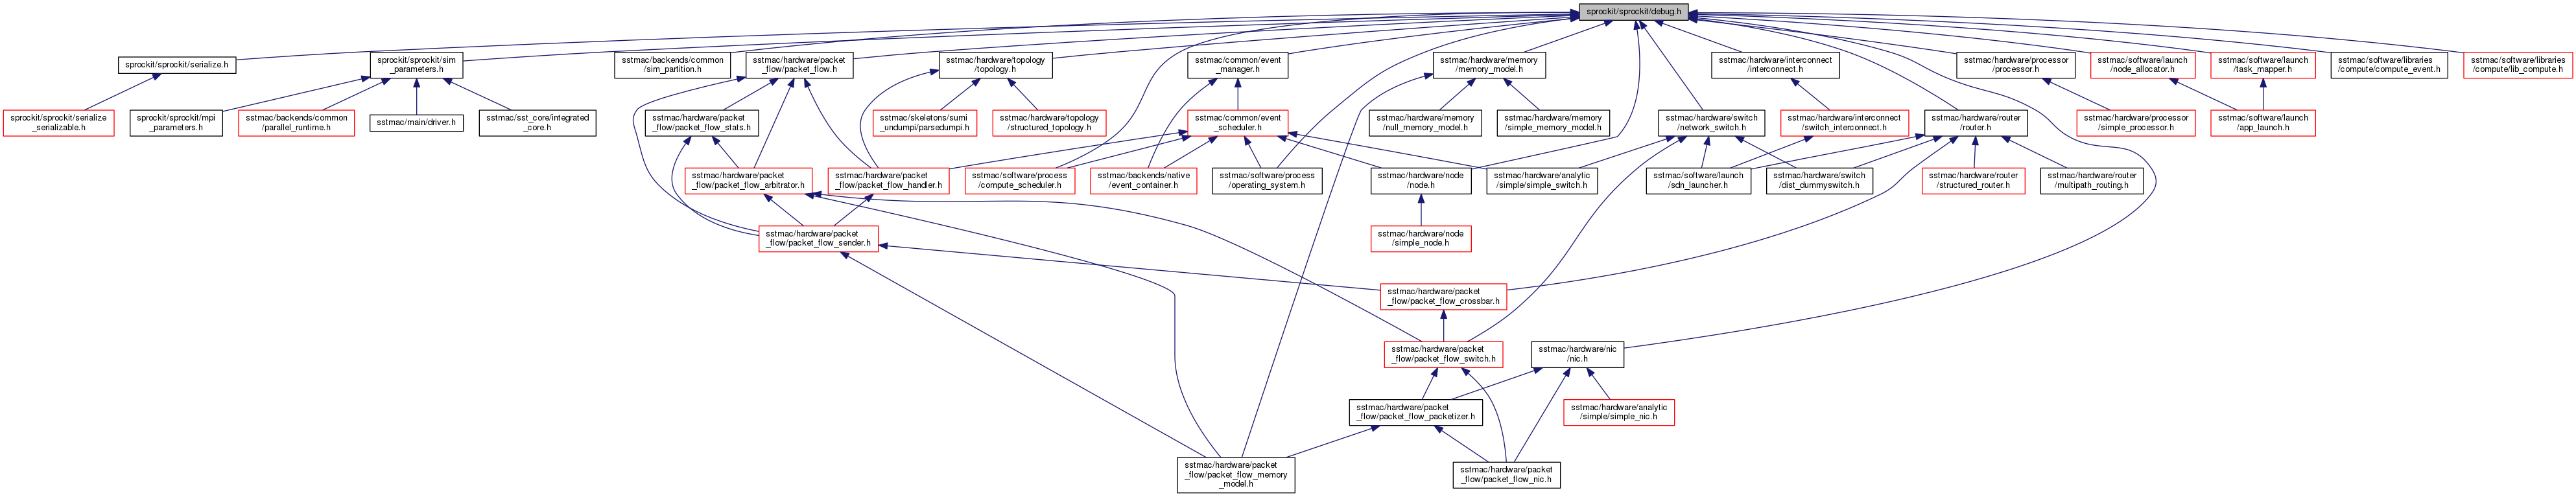 sprockit/sprockit/debug.h
sprockit/sprockit/serialize.h
sprockit/sprockit/sim
_parameters.h
sstmac/backends/common
/sim_partition.h
sstmac/hardware/packet
_flow/packet_flow.h
sstmac/hardware/topology
/topology.h
sstmac/common/event
_manager.h
sstmac/hardware/memory
/memory_model.h
sstmac/hardware/interconnect
/interconnect.h
sstmac/hardware/processor
/processor.h
sstmac/software/launch
/node_allocator.h
sstmac/software/launch
/task_mapper.h
sstmac/software/libraries
/compute/compute_event.h
sstmac/software/libraries
/compute/lib_compute.h
sprockit/sprockit/serialize
_serializable.h
sprockit/sprockit/mpi
_parameters.h
sstmac/backends/common
/parallel_runtime.h
sstmac/main/driver.h
sstmac/sst_core/integrated
_core.h
sstmac/hardware/packet
_flow/packet_flow_stats.h
sstmac/skeletons/sumi
_undumpi/parsedumpi.h
sstmac/hardware/topology
/structured_topology.h
sstmac/common/event
_scheduler.h
sstmac/hardware/memory
/null_memory_model.h
sstmac/hardware/memory
/simple_memory_model.h
sstmac/hardware/switch
/network_switch.h
sstmac/hardware/interconnect
/switch_interconnect.h
sstmac/hardware/router
/router.h
sstmac/hardware/processor
/simple_processor.h
sstmac/software/launch
/app_launch.h
sstmac/hardware/packet
_flow/packet_flow_arbitrator.h
sstmac/hardware/packet
_flow/packet_flow_handler.h
sstmac/software/process
/compute_scheduler.h
sstmac/backends/native
/event_container.h
sstmac/software/process
/operating_system.h
sstmac/hardware/node
/node.h
sstmac/hardware/analytic
/simple/simple_switch.h
sstmac/software/launch
/sdn_launcher.h
sstmac/hardware/switch
/dist_dummyswitch.h
sstmac/hardware/router
/structured_router.h
sstmac/hardware/router
/multipath_routing.h
sstmac/hardware/packet
_flow/packet_flow_sender.h
sstmac/hardware/node
/simple_node.h
sstmac/hardware/packet
_flow/packet_flow_crossbar.h
sstmac/hardware/packet
_flow/packet_flow_switch.h
sstmac/hardware/nic
/nic.h
sstmac/hardware/packet
_flow/packet_flow_packetizer.h
sstmac/hardware/analytic
/simple/simple_nic.h
sstmac/hardware/packet
_flow/packet_flow_memory
_model.h
sstmac/hardware/packet
_flow/packet_flow_nic.h